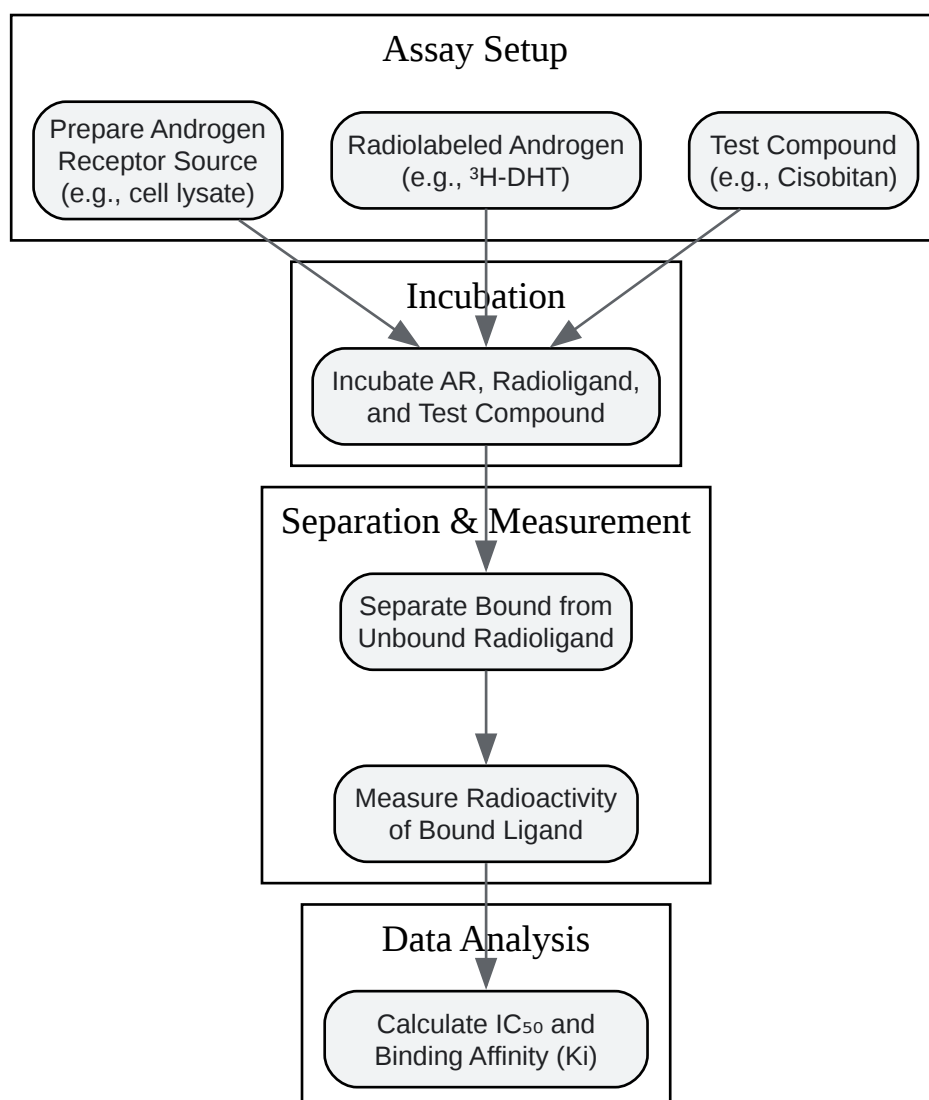 Assay Setup
Prepare Androgen
Receptor Source
(e.g., cell lysate)
Radiolabeled Androgen
(e.g., ³H-DHT)
Test Compound
(e.g., Cisobitan)
Incubation
Incubate AR, Radioligand,
and Test Compound
Separation & Measurement
Separate Bound from
Unbound Radioligand
Measure Radioactivity
of Bound Ligand
Data Analysis
Calculate IC₅₀ and
Binding Affinity (Ki)